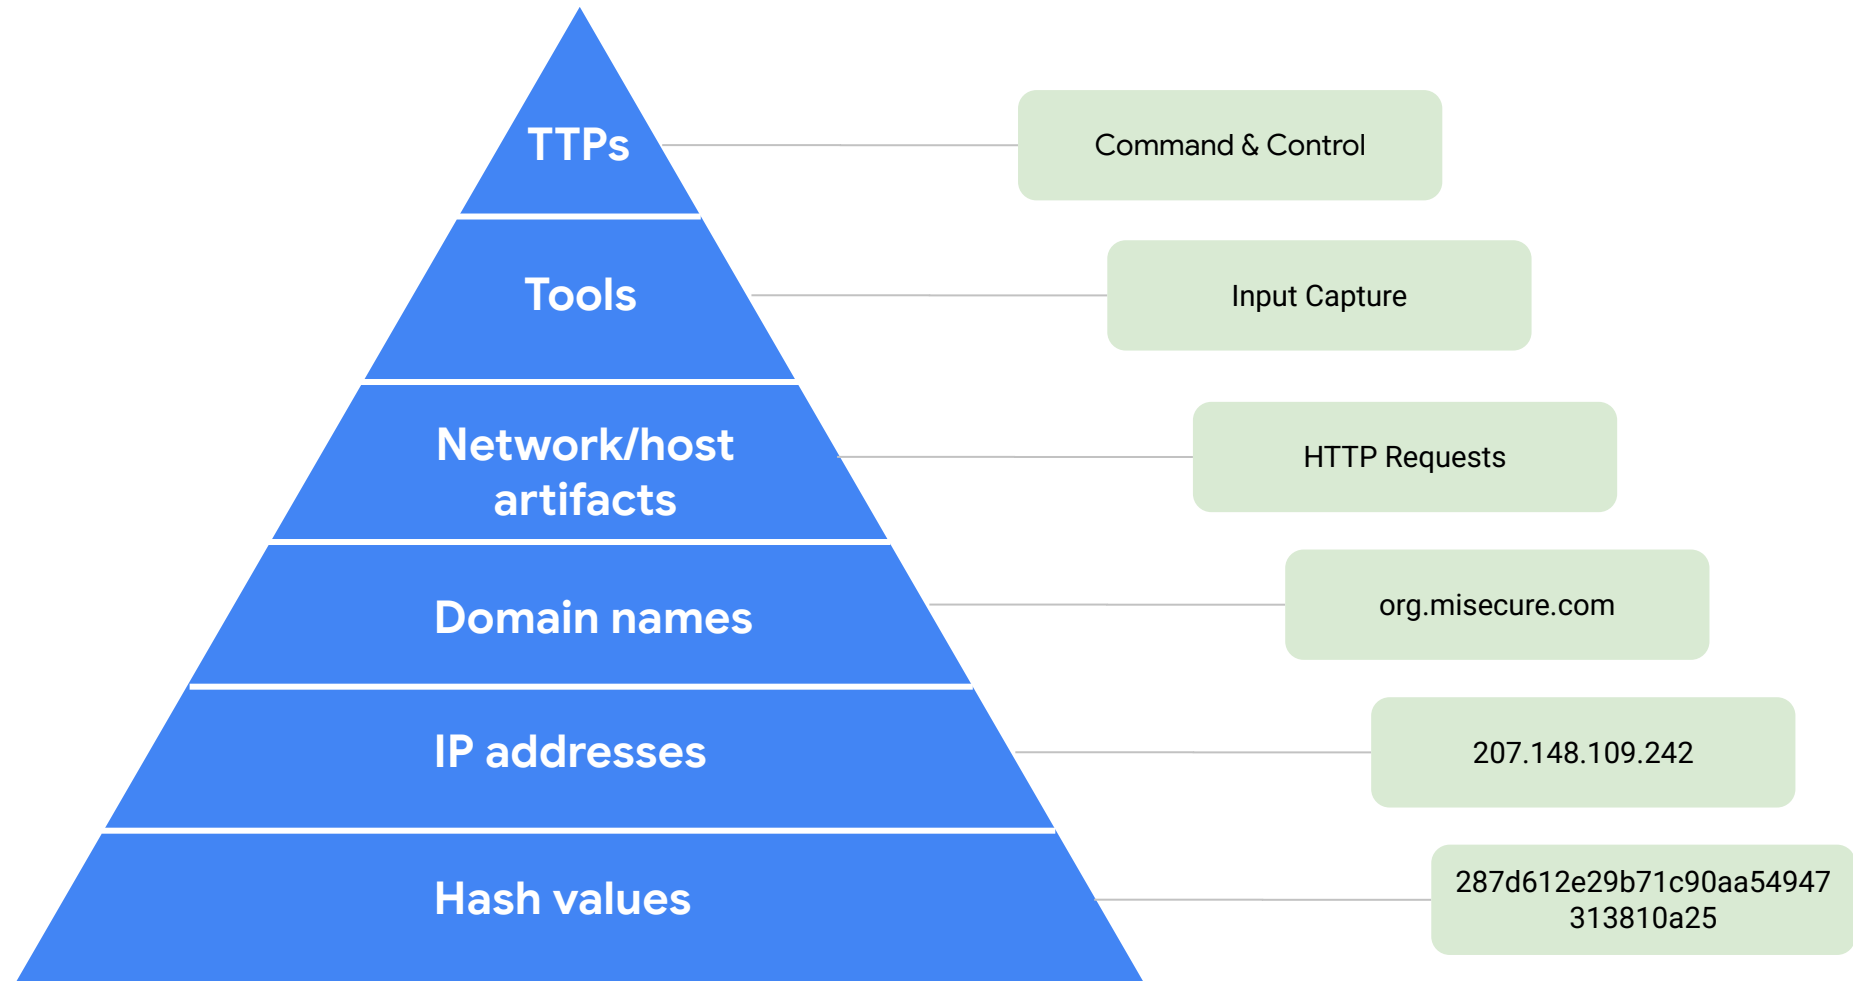 TTPs
Command & Control
Tools
Input Capture
Network/host
artifacts
HTTP Requests
Domain names
org.misecure.com
IP addresses
207.148.109.242
Hash values
287d612e29b71c90aa54947
313810a25